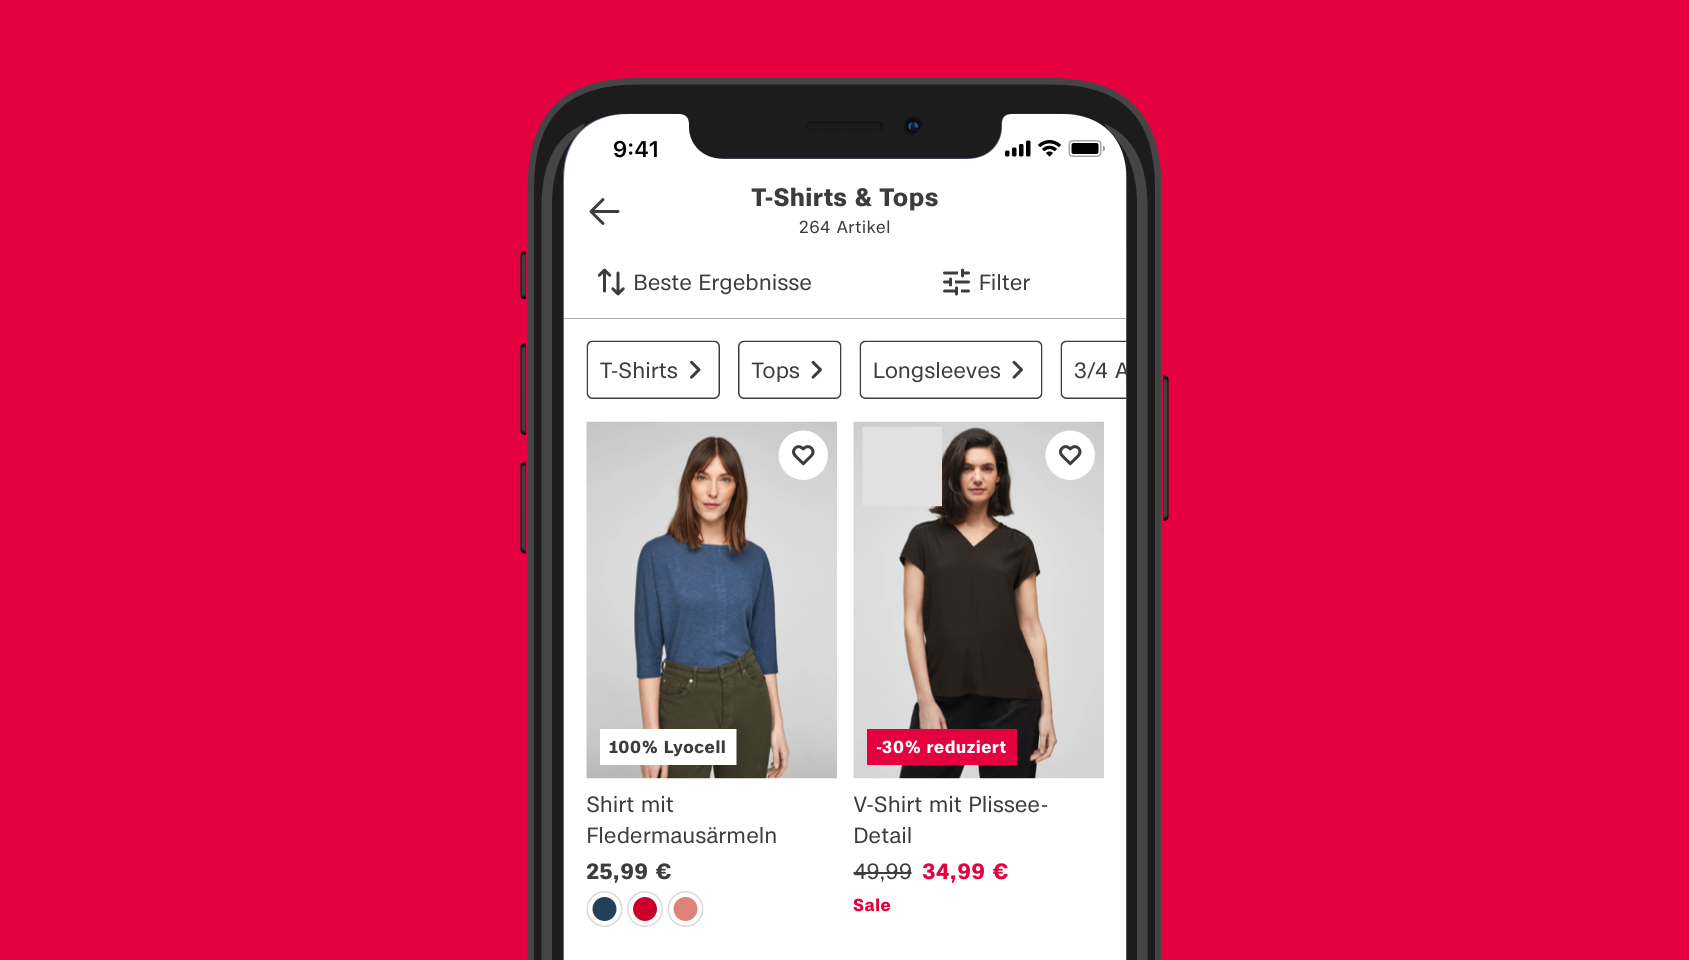 9:41
T-Shirts & Tops
264 Artikel
Beste Ergebnisse
Filter
T-Shirts
Tops
Longsleeves
3/4 A
100% Lyocell
-30% reduziert
Shirt mit
Fledermausärmeln
25,99 €
V-Shirt mit Plissee-
Detail
49,99 34,99 €
Sale